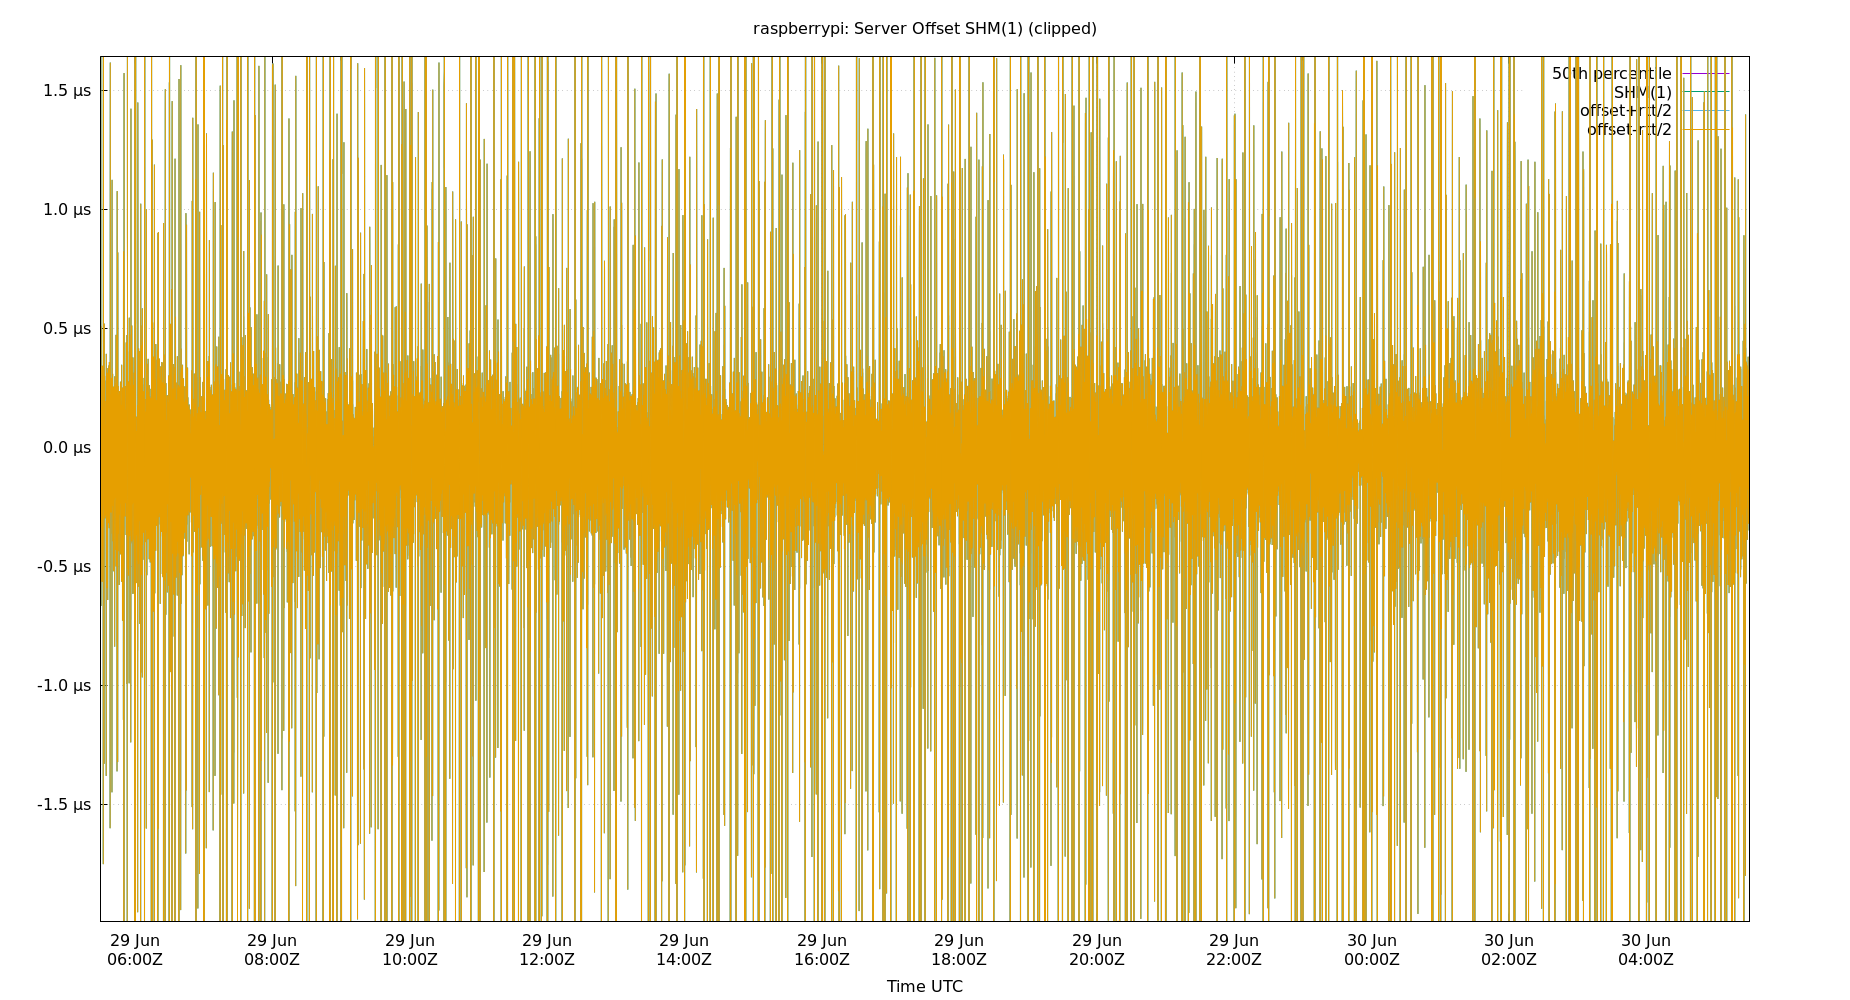 raspberrypi: Server Offset SHM(1) (clipped)
1.5 µs
1.0 µs
0.5 µs
0.0 µs
-0.5 µs
-1.0 µs
-1.5 µs
50th percentile
SHM(1)
offset+rtt/2
offset-rtt/2
29 Jun 29 Jun 29 Jun 29 Jun 29 Jun 29 Jun 29 Jun 29 Jun 29 Jun 30 Jun 30 Jun 30 Jun
06:00Z 08:00Z 10:00Z 12:00Z 14:00Z 16:00Z 18:00Z 20:00Z 22:00Z 00:00Z 02:00Z 04:00Z
Time UTC